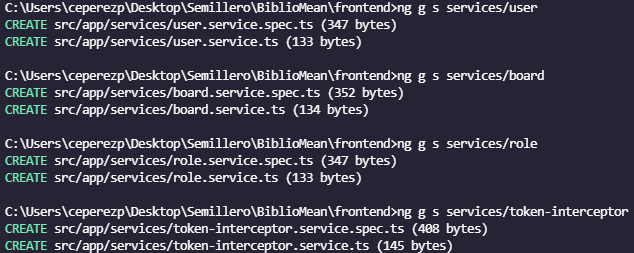 C:\Users\ceperezp\Desktop\Semillero\BiblioMean\frontend>ng g s services/user
CREATE src/app/services/user.service.spec.ts (347 bytes)
CREATE src/app/services/user.service.ts (133 bytes)
C:\Users\ceperezp\Desktop\Semillero\BiblioMean\frontend>ng g s services/board
CREATE src/app/services/board.service.spec.ts (352 bytes)
CREATE src/app/services/board.service.ts (134 bytes)
C:\Users\ceperezp\Desktop\Semillero\BiblioMean\frontend>ng g s services/role
CREATE src/app/services/role.service.spec.ts (347 bytes)
CREATE src/app/services/role.service.ts (133 bytes)
C:\Users\ceperezp\Desktop\Semillero\BiblioMean\frontend>ng g s services/token-interceptor
CREATE src/app/services/token-interceptor.service.spec.ts (408 bytes)
CREATE src/app/services/token-interceptor.service.ts (145 bytes)